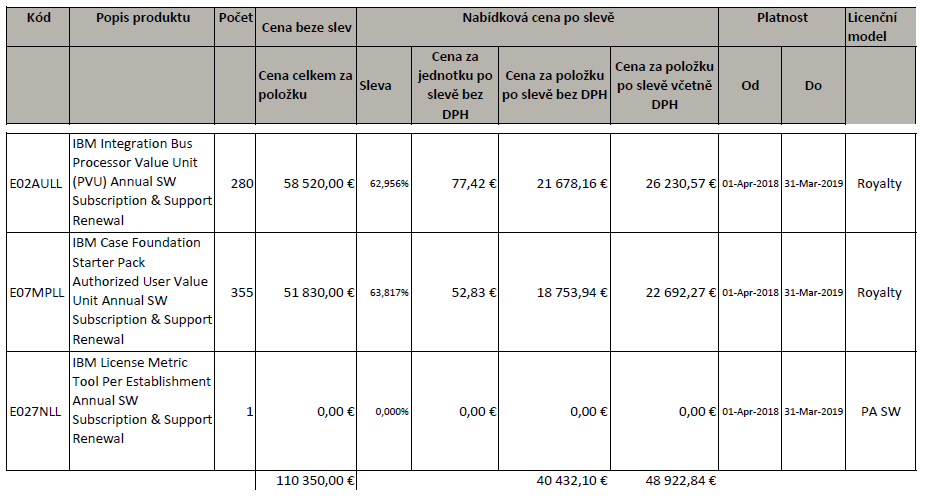 Kód Popis produktu Počet Cena beze slev Nabídková cena po slevě Platnost Licenční
model
Cena celkem za
položku
Sleva
Cena za
jednotku po
slevě bez
DPH
Cena za položku
po slevě bez DPH
Cena za položku
po slevě včetně
DPH
Od
Do
E02AULL
IBM Integration Bus
Processor Value Unit
(PVU) Annual SW
Subscription & Support
Renewal
280 58 520,00 € 62,956% 77,42 € 21 678,16 € 26 230,57 € 01-Apr-2018 31-Mar-2019 Royalty
E07MPLL
IBM Case Foundation
Starter Pack
Authorized User Value
Unit Annual SW
Subscription & Support
Renewal
355 51 830,00 € 63,817% 52,83 € 18 753,94 € 22 692,27 € 01-Apr-2018 31-Mar-2019 Royalty
E027NLL
IBM License Metric
Tool Per Establishment
Annual SW
Subscription & Support
Renewal
1 0,00 € 0,000% 0,00 € 0,00 € 0,00 € 01-Apr-2018 31-Mar-2019 PA SW
110 350,00 € 40 432,10 € 48 922,84 €